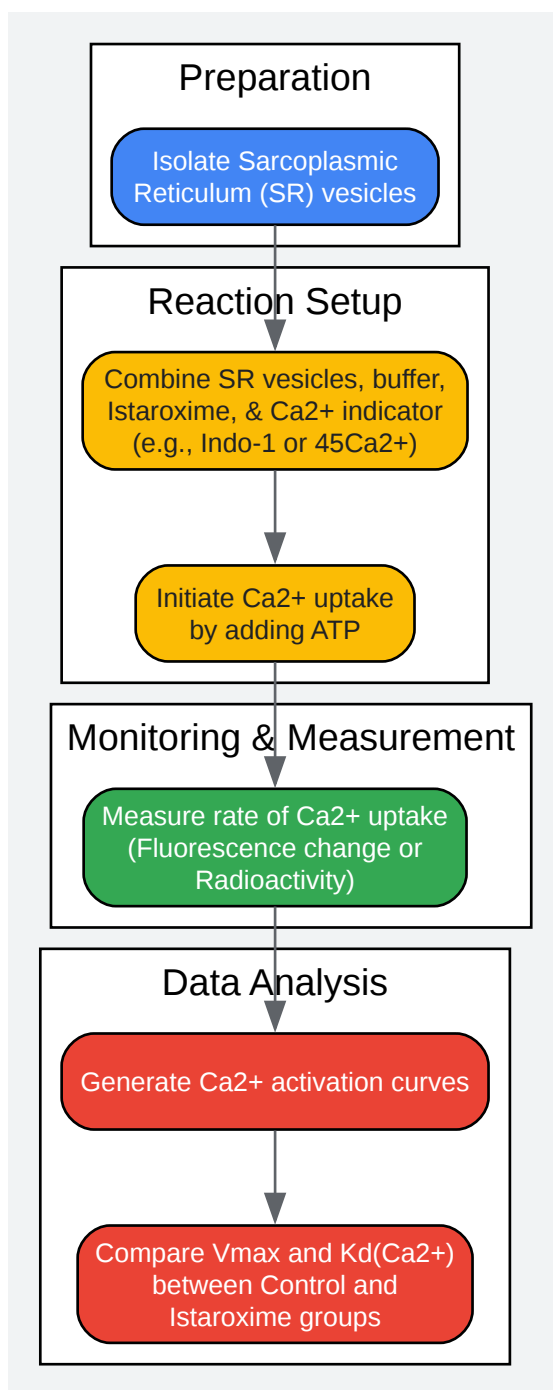 Preparation
Isolate Sarcoplasmic
Reticulum (SR) vesicles
Reaction Setup
Combine SR vesicles, buffer,
Istaroxime, & Ca2+ indicator
(e.g., Indo-1 or 45Ca2+)
Initiate Ca2+ uptake
by adding ATP
Monitoring & Measurement
Measure rate of Ca2+ uptake
(Fluorescence change or
Radioactivity)
Data Analysis
Generate Ca2+ activation curves
Compare Vmax and Kd(Ca2+)
between Control and
Istaroxime groups